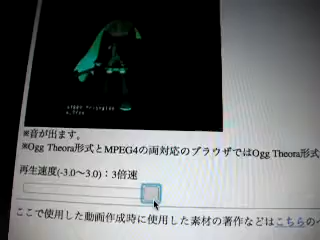 ※音が出ます。
※Ogg Theora形式とMPEG4の両対応のブラウザではOgg Theora形式
再生速度(-3.0～3.0)：3倍速
ここで使用した動画作成時に使用した素材の著作などはこちらのペ